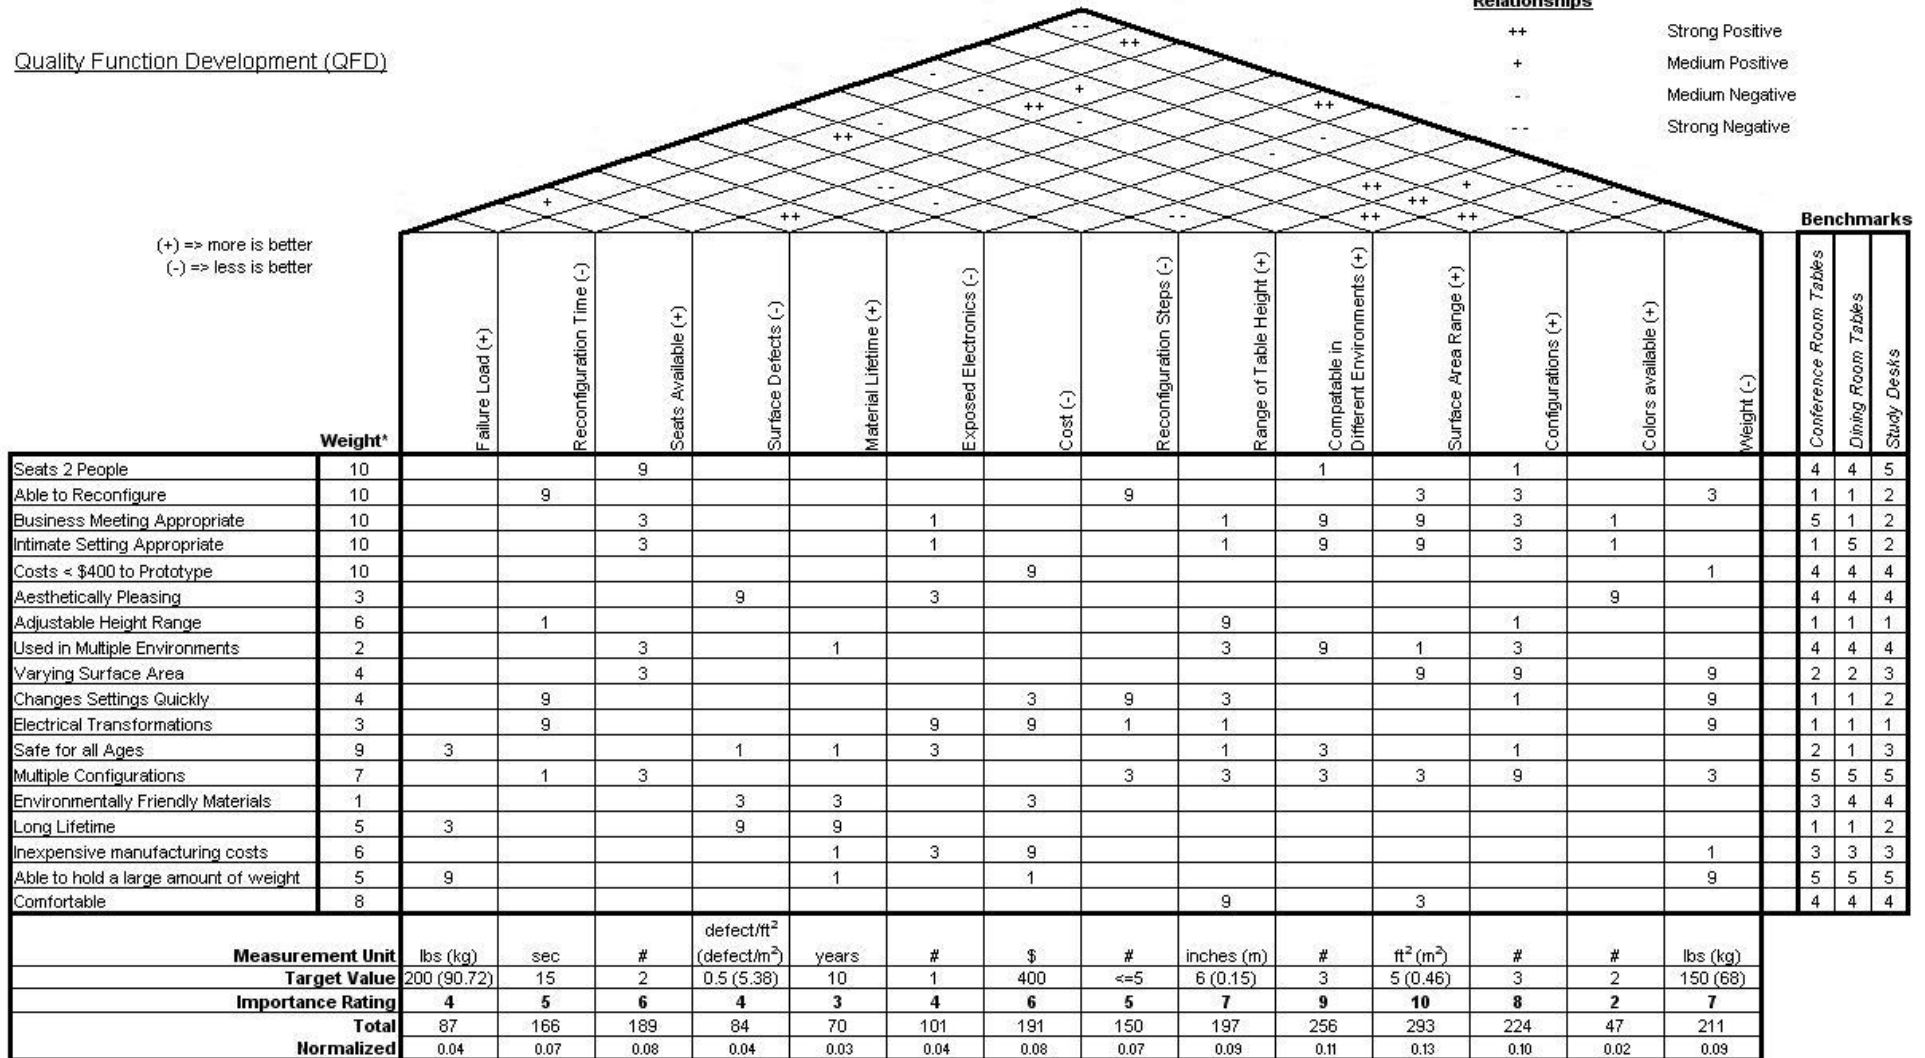 Relationships
++ Strong Positive
+ Medium Positive
- Medium Negative
- - Strong Negative
Quality Function Development (QFD)
- -
++
-
- +
++ ++
- -
++ -
-
- - ++ + - -
+ - ++ -
++ - - ++ ++
(+) => more is better
(-) => less is better
Benchmarks
Weight*
Failure Load (+)
Reconfiguration Time (-)
Seats Available (+)
Surface Defects (-)
Material Lifetime (+)
Exposed Electronics (-)
Cost (-)
Reconfiguration Steps (-)
Range of Table Height (+)
Compatable in
Different Environments (+)
Surface Area Range (+)
Configurations (+)
Colors available (+)
Weight (-)
Conference Room Tables
Dining Room Tables
Study Desks
Seats 2 People 10 9 1 1 4 4 5
Able to Reconfigure 10 9 9 3 3 3 1 1 2
Business Meeting Appropriate 10 3 1 1 9 9 3 1 5 1 2
Intimate Setting Appropriate 10 3 1 1 9 9 3 1 1 5 2
Costs < $400 to Prototype 10 9 1 4 4 4
Aesthetically Pleasing 3 9 3 9 4 4 4
Adjustable Height Range 6 1 9 1 1 1 1
Used in Multiple Environments 2 3 1 3 9 1 3 4 4 4
Varying Surface Area 4 3 9 9 9 2 2 3
Changes Settings Quickly 4 9 3 9 3 1 9 1 1 2
Electrical Transformations 3 9 9 9 1 1 9 1 1 1
Safe for all Ages 9 3 1 1 3 1 3 1 2 1 3
Multiple Configurations 7 1 3 3 3 3 3 9 3 5 5 5
Environmentally Friendly Materials 1 3 3 3 3 4 4
Long Lifetime 5 3 9 9 1 1 2
Inexpensive manufacturing costs 6 1 3 9 1 3 3 3
Able to hold a large amount of weight 5 9 1 1 9 5 5 5
Comfortable 8 9 3 4 4 4
Measurement Unit lbs (kg) sec # defect/ft² (defect/m²) years # $ # inches (m) # ft² (m²) # # lbs (kg)
Target Value 200 (90.72) 15 2 0.5 (5.38) 10 1 400 <=5 6 (0.15) 3 5 (0.46) 3 2 150 (68)
Importance Rating 4 5 6 4 3 4 6 5 7 9 10 8 2 7
Total 87 166 189 84 70 101 191 150 197 256 293 224 47 211
Normalized 0.04 0.07 0.08 0.04 0.03 0.04 0.08 0.07 0.09 0.11 0.13 0.10 0.02 0.09